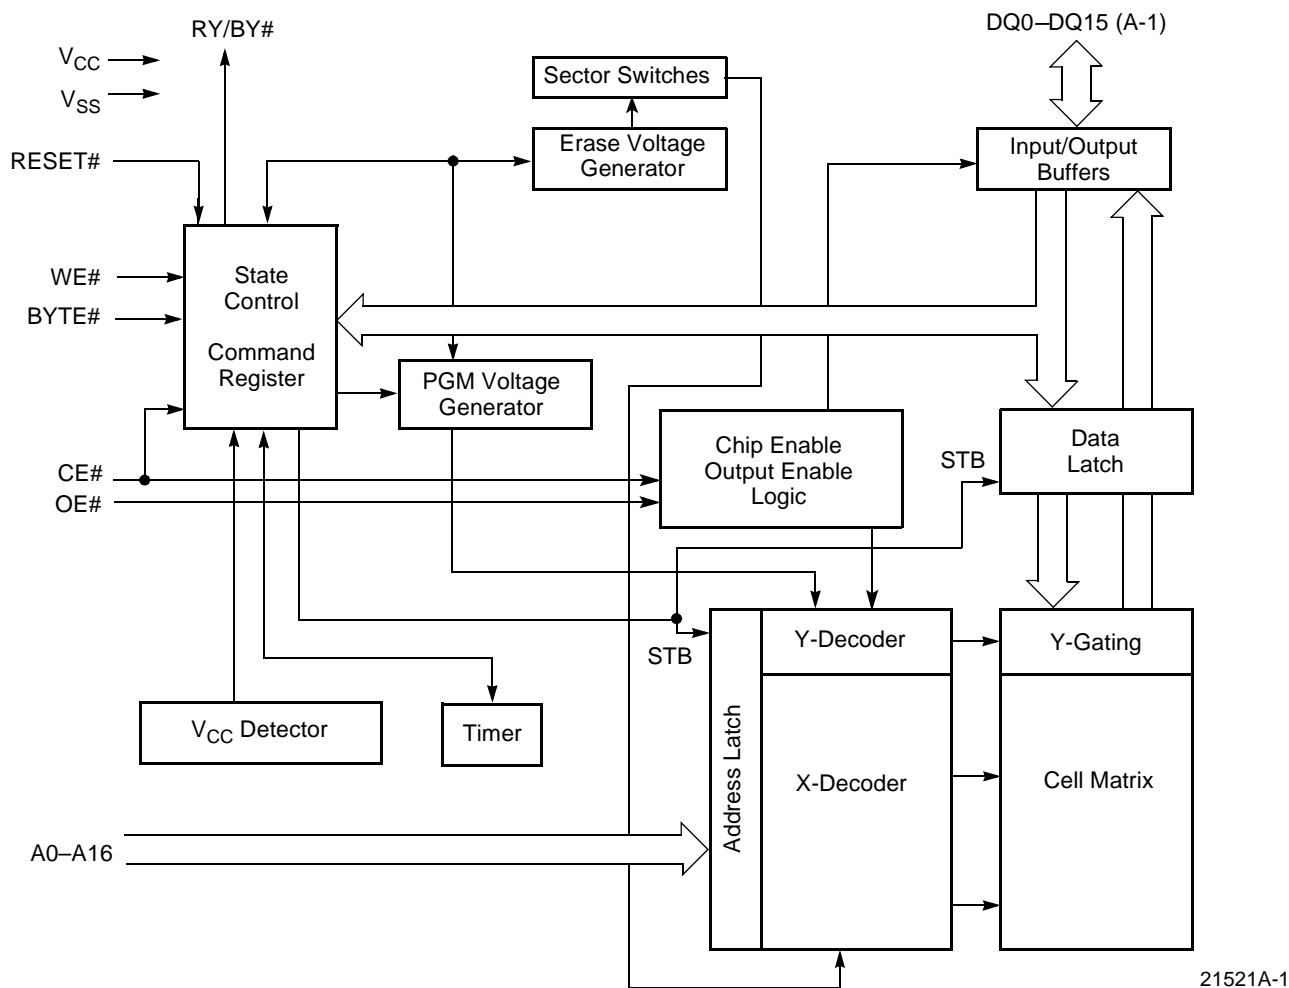 RY/BY#
DQ0–DQ15 (A-1)
VCC
VSS
Sector Switches
RESET#
Erase Voltage
Generator
Input/Output
Buffers
WE#
BYTE#
State
Control
Command
Register
PGM Voltage
Generator
CE#
OE#
Chip Enable
Output Enable
Logic
STB
Data
Latch
STB
Y-Decoder
Y-Gating
VCC Detector
Timer
Address Latch
X-Decoder
Cell Matrix
A0–A16
21521A-1